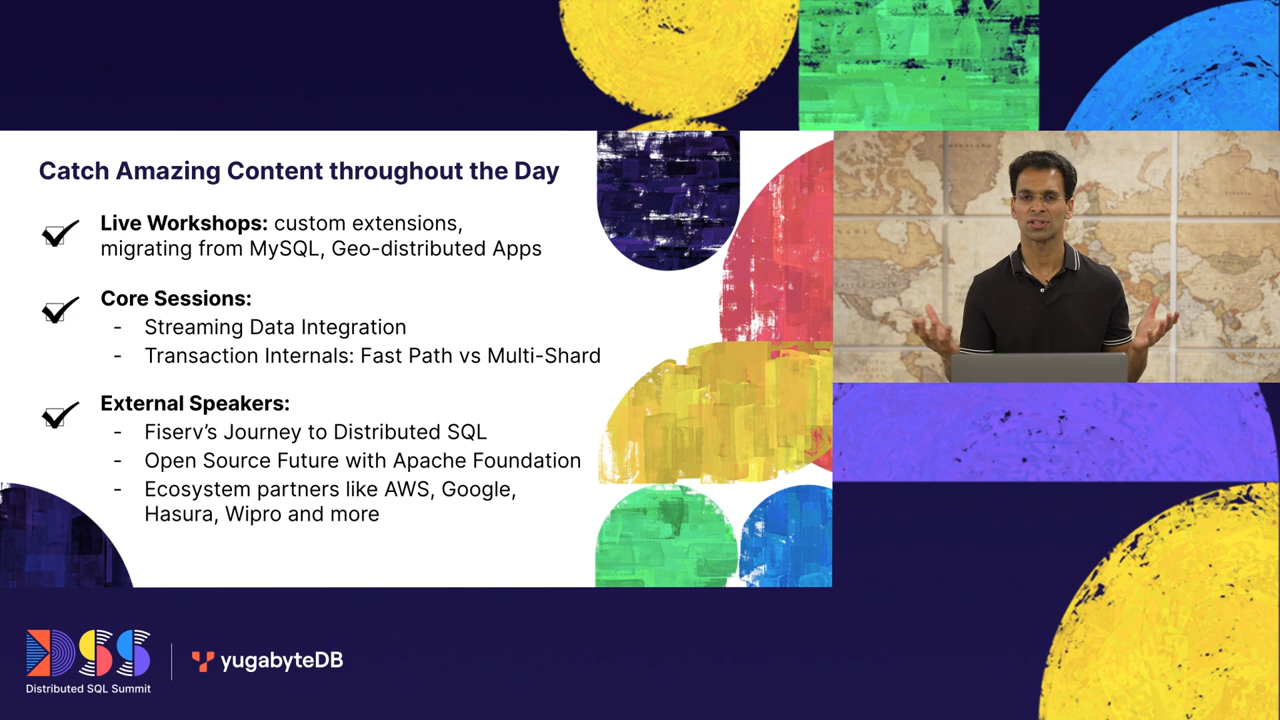 Catch Amazing Content throughout the Day
Live Workshops: custom extensions,
migrating from MySQL, Geo-distributed Apps
Core Sessions:
- Streaming Data Integration
- Transaction Internals: Fast Path vs Multi-Shard
External Speakers:
- Fiserv's Journey to Distributed SQL
- Open Source Future with Apache Foundation
- Ecosystem partners like AWS, Google,
Hasura, Wipro and more
DSS
Distributed SQL Summit
yugabyteDB